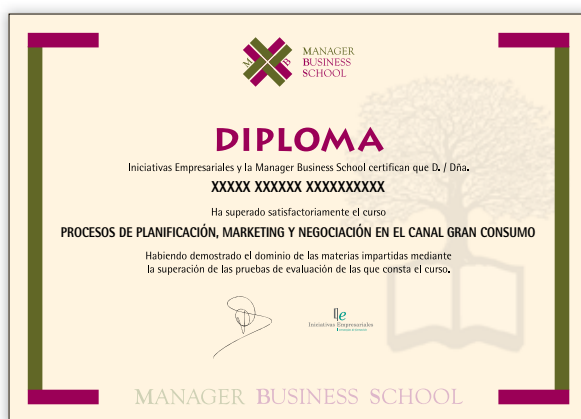 M B
MANAGER
BUSINESS
SCHOOL
DIPLOMA
Iniciativas Empresariales y la Manager Business School certifican que D. / Dña.
XXXXX XXXXXX XXXXXXXXXX
Ha superado satisfactoriamente el curso
PROCESOS DE PLANIFICACIÓN, MARKETING Y NEGOCIACIÓN EN EL CANAL GRAN CONSUMO
Habiendo demostrado el dominio de las materias impartidas mediante
la superación de las pruebas de evaluación de las que consta el curso.
Ie
Iniciativas Empresariales
MANAGER BUSINESS SCHOOL